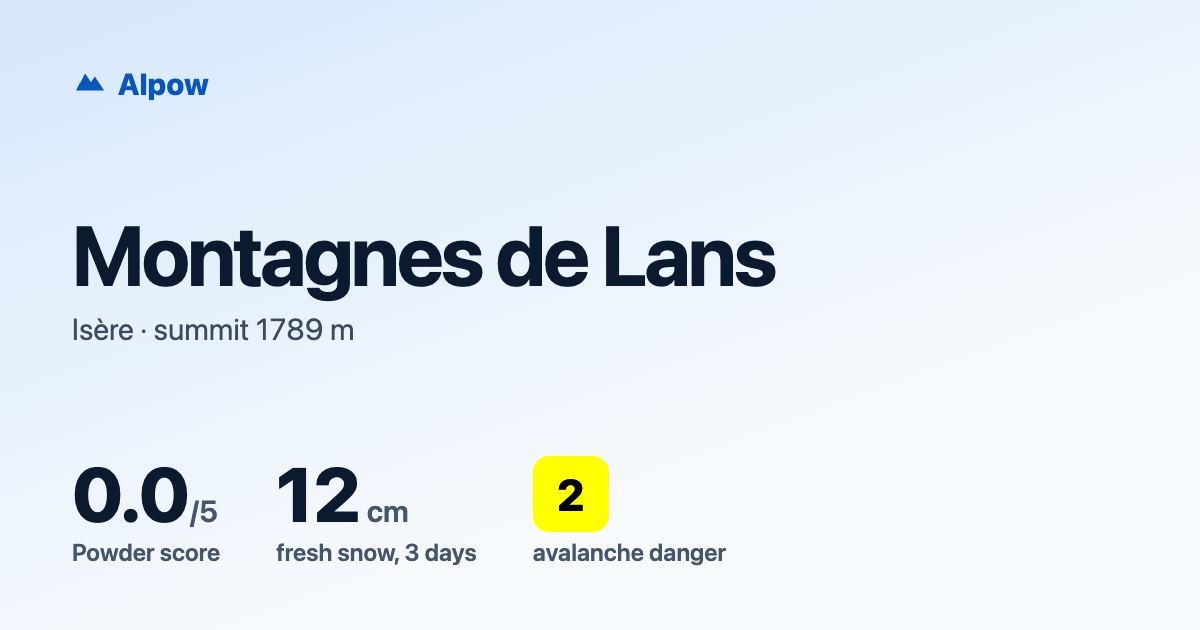 Alpow
Montagnes de Lans
Isère · summit 1789 m
0.0/5 12 cm 2
Powder score fresh snow, 3 days avalanche danger